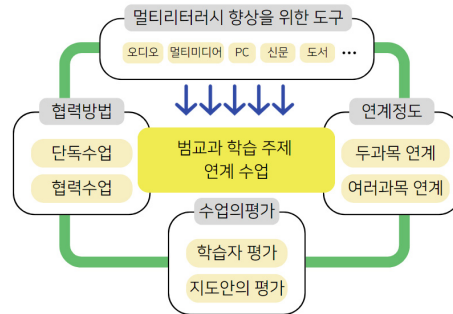 멀티리터러시 향상을 위한 도구
오디오 멀티미디어 PC 신문 도서 •••
협력방법
단독수업
협력수업
범교과 학습 주제
연계 수업
연계정도
두과목 연계
여러과목 연계
수업의평가
학습자 평가
지도안의 평가